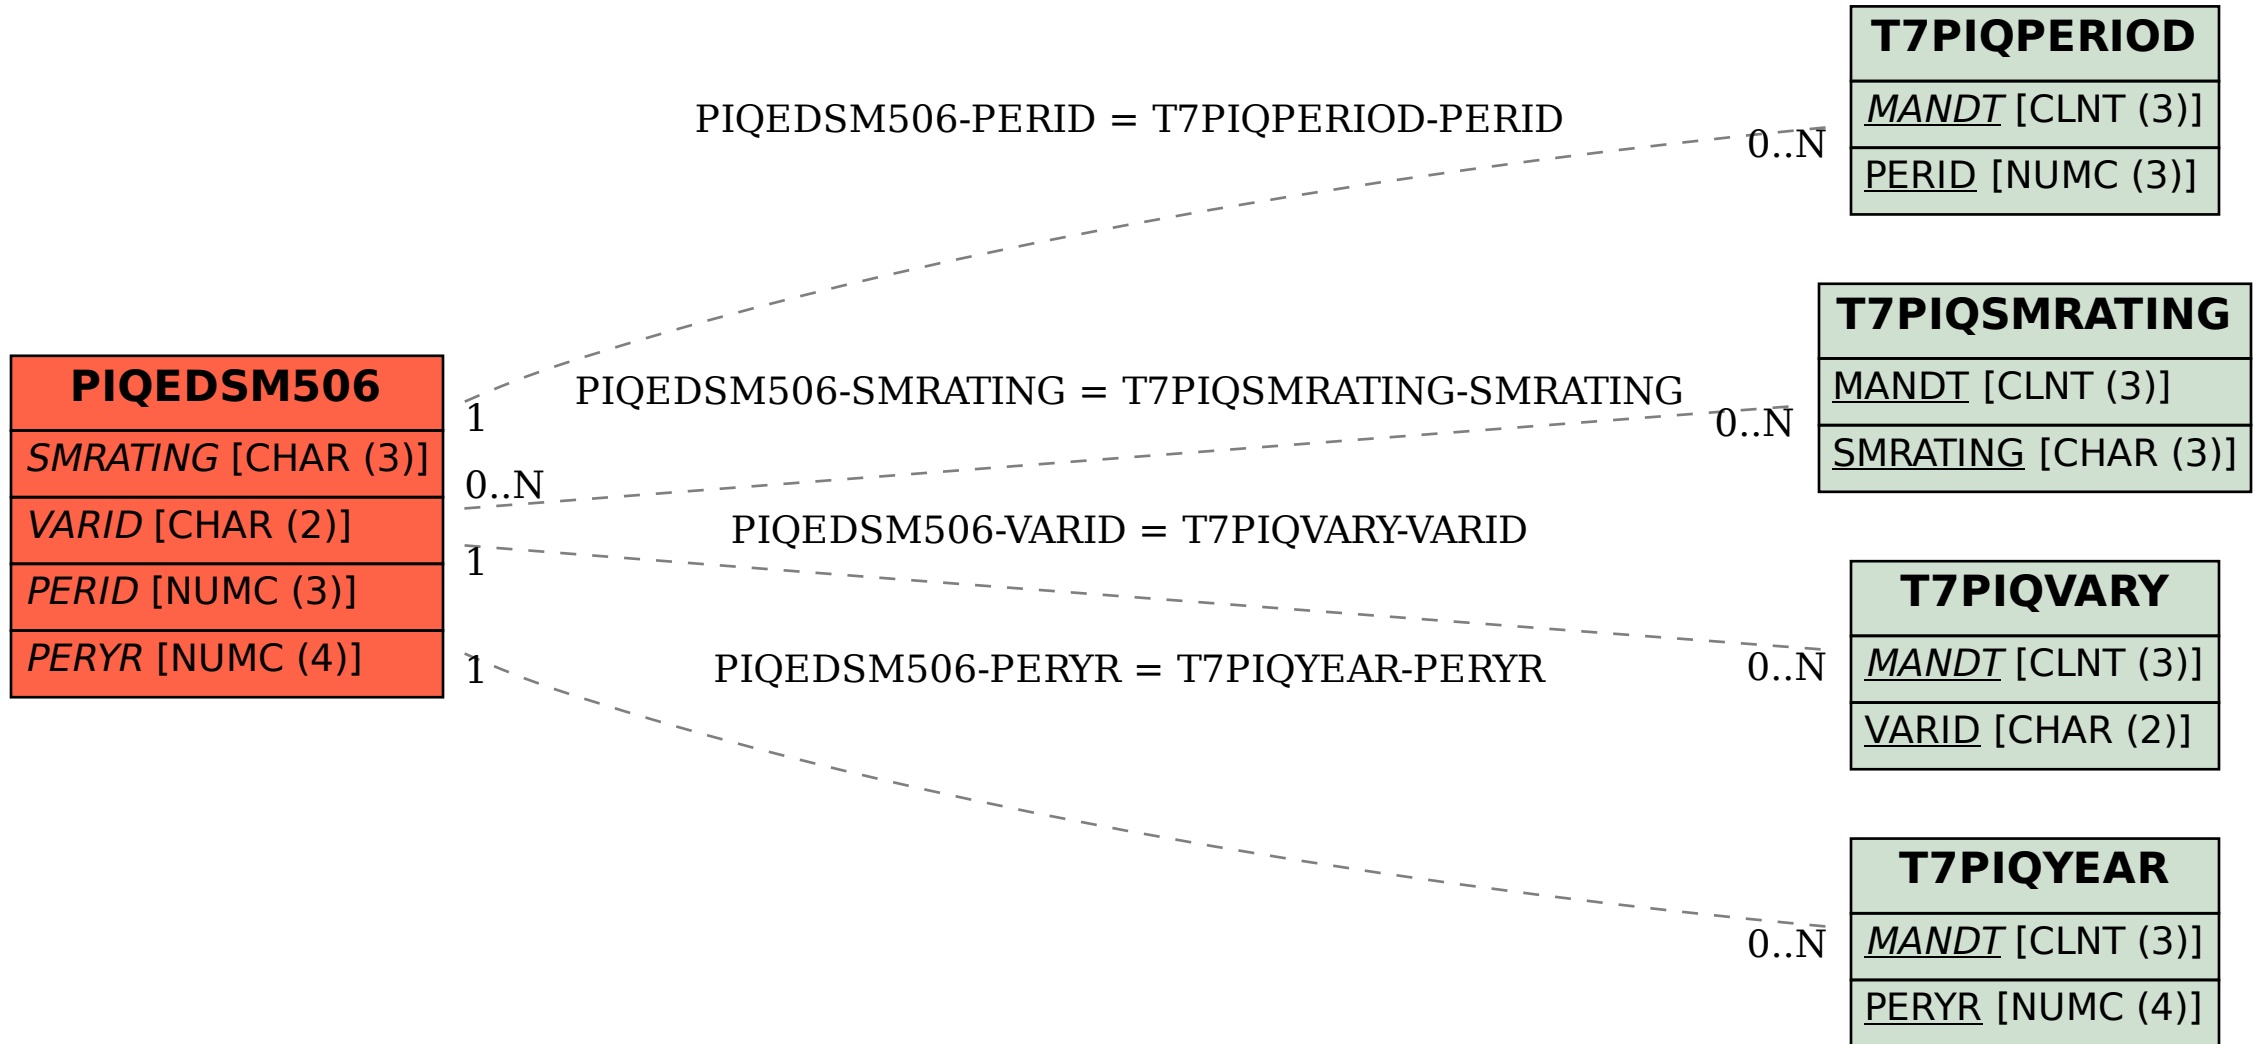 T7PIQPERIOD
MANDT [CLNT (3)]
PERID [NUMC (3)]
PIQEDSM506-PERID = T7PIQPERIOD-PERID
0..N
1
T7PIQSMRATING
MANDT [CLNT (3)]
SMRATING [CHAR (3)]
PIQEDSM506-SMRATING = T7PIQSMRATING-SMRATING
0..N
0..N
PIQEDSM506
SMRATING [CHAR (3)]
VARID [CHAR (2)]
PERID [NUMC (3)]
PERYR [NUMC (4)]
PIQEDSM506-VARID = T7PIQVARY-VARID
1
0..N
T7PIQVARY
MANDT [CLNT (3)]
VARID [CHAR (2)]
PIQEDSM506-PERYR = T7PIQYEAR-PERYR
1
0..N
T7PIQYEAR
MANDT [CLNT (3)]
PERYR [NUMC (4)]